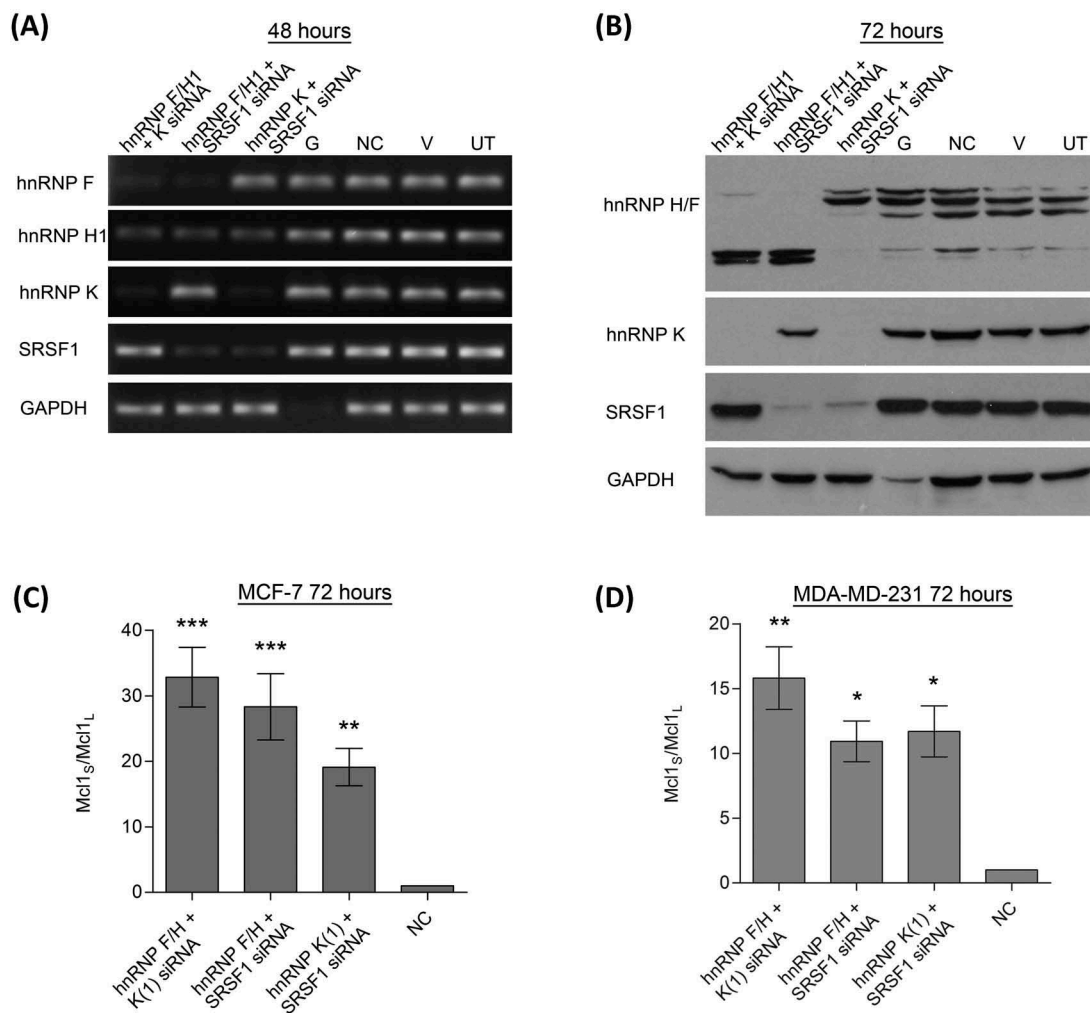 (A)
48 hours
hnRNP F/H1
+ K siRNA
hnRNP F/H1 +
SRSF1 siRNA
hnRNP K +
SRSF1 siRNA
G
NC
V
UT
hnRNP F
hnRNP H1
hnRNP K
SRSF1
GAPDH
(B)
72 hours
hnRNP F/H1
+ K siRNA
hnRNP F/H1 +
SRSF1 siRNA
hnRNP K +
SRSF1 siRNA
G
NC
V
UT
hnRNP H/F
hnRNP K
SRSF1
GAPDH
(C)
MCF-7 72 hours
Mcl1S/Mcl1L
40
30
20
10
0
***
***
**
hnRNP F/H +
K(1) siRNA
hnRNP F/H +
SRSF1 siRNA
hnRNP K(1) +
SRSF1 siRNA
NC
(D)
MDA-MD-231 72 hours
Mcl1S/Mcl1L
20
15
10
5
0
**
*
*
hnRNP F/H +
K(1) siRNA
hnRNP F/H +
SRSF1 siRNA
hnRNP K(1) +
SRSF1 siRNA
NC